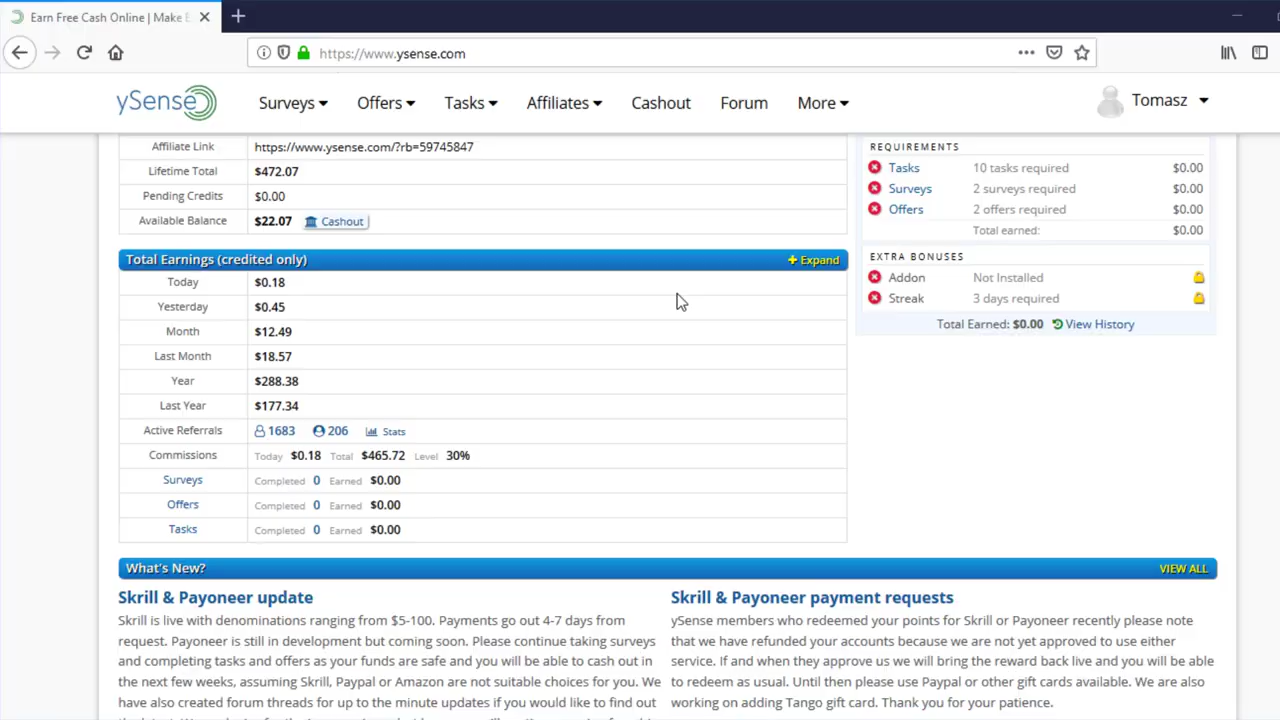 Earn Free Cash Online | Make E
https://www.ysense.com
ySense
Surveys Offers Tasks Affiliates Cashout Forum More Tomasz
Affiliate Link https://www.ysense.com/?rb=59745847
Lifetime Total $472.07
Pending Credits $0.00
Available Balance $22.07 Cashout
Total Earnings (credited only) Expand
Today $0.18
Yesterday $0.45
Month $12.49
Last Month $18.57
Year $288.38
Last Year $177.34
Active Referrals 1683 206 Stats
Commissions Today $0.18 Total $465.72 Level 30%
Surveys Completed 0 Earned $0.00
Offers Completed 0 Earned $0.00
Tasks Completed 0 Earned $0.00
REQUIREMENTS
Tasks 10 tasks required $0.00
Surveys 2 surveys required $0.00
Offers 2 offers required $0.00
Total earned: $0.00
EXTRA BONUSES
Addon Not Installed
Streak 3 days required
Total Earned: $0.00 View History
What's New? VIEW ALL
Skrill & Payoneer update
Skrill is live with denominations ranging from $5-100. Payments go out 4-7 days from
request. Payoneer is still in development but coming soon. Please continue taking surveys
and completing tasks and offers as your funds are safe and you will be able to cash out in
the next few weeks, assuming Skrill, Paypal or Amazon are not suitable choices for you. We
have also created forum threads for up to the minute updates if you would like to find out
Skrill & Payoneer payment requests
ySense members who redeemed your points for Skrill or Payoneer recently please note
that we have refunded your accounts because we are not yet approved to use either
service. If and when they approve us we will bring the reward back live and you will be able
to redeem as usual. Until then please use Paypal or other gift cards available. We are also
working on adding Tango gift card. Thank you for your patience.